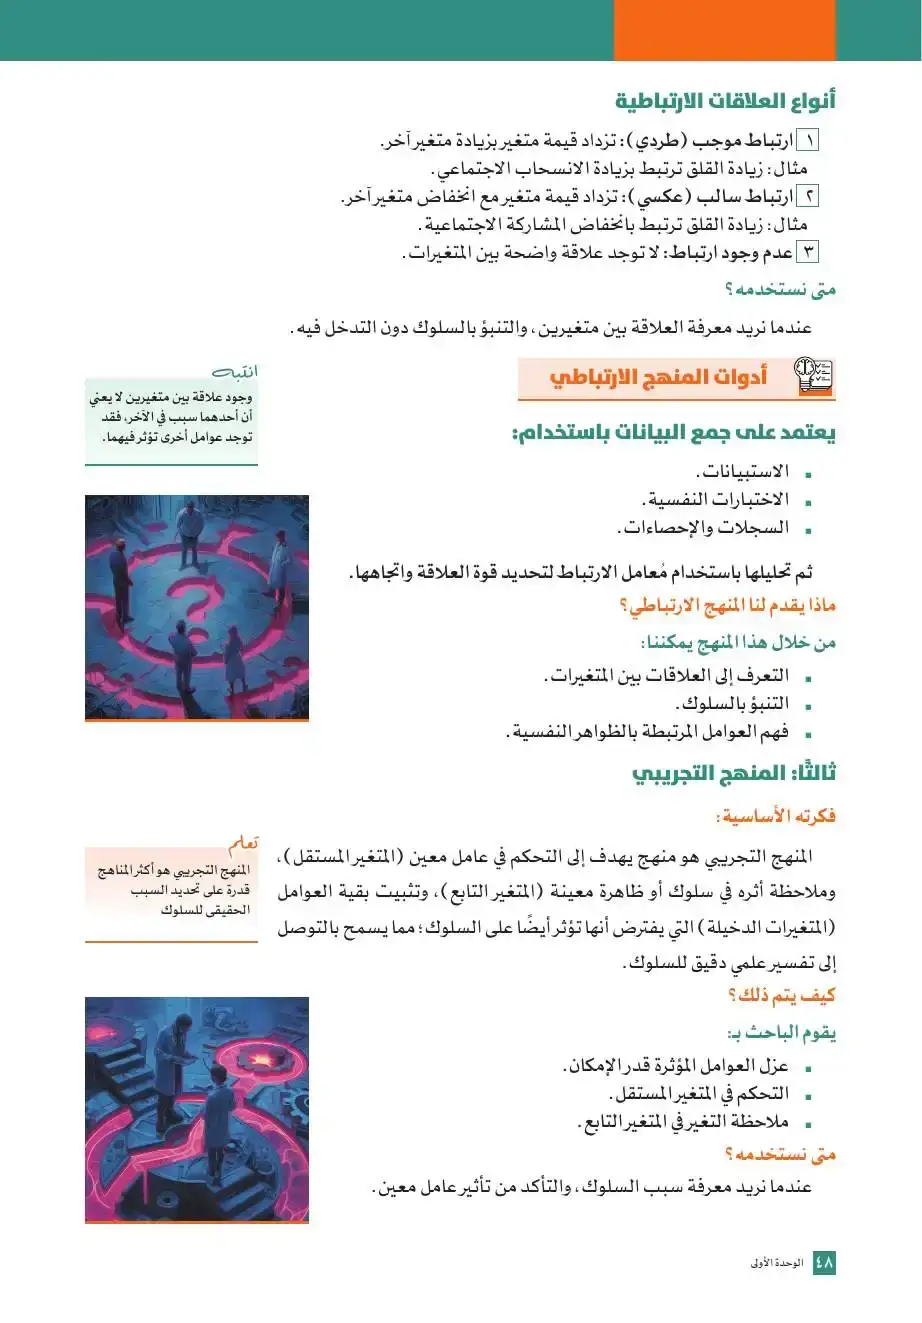 أنواع العلاقات الارتباطية
١ ارتباط موجب (طردي): تزداد قيمة متغير بزيادة متغير آخر.
مثال: زيادة القلق ترتبط بزيادة الانسحاب الاجتماعي.
٢ ارتباط سالب (عكسي): تزداد قيمة متغير مع انخفاض متغير آخر.
مثال: زيادة القلق ترتبط بانخفاض المشاركة الاجتماعية.
٣ عدم وجود ارتباط: لا توجد علاقة واضحة بين المتغيرات.
متى نستخدمه؟
عندما نريد معرفة العلاقة بين متغيرين، والتنبؤ بالسلوك دون التدخل فيه.
أدوات المنهج الارتباطي
انتبه
وجود علاقة بين متغيرين لا يعني
أن أحدهما سبب في الآخر، فقد
توجد عوامل أخرى تؤثر فيهما.
يعتمد على جمع البيانات باستخدام:
▪ الاستبيانات.
▪ الاختبارات النفسية.
▪ السجلات والإحصاءات.
ثم تحليلها باستخدام مُعامل الارتباط لتحديد قوة العلاقة واتجاهها.
ماذا يقدم لنا المنهج الارتباطي؟
من خلال هذا المنهج يمكننا:
▪ التعرف إلى العلاقات بين المتغيرات.
▪ التنبؤ بالسلوك.
▪ فهم العوامل المرتبطة بالظواهر النفسية.
ثالثًا: المنهج التجريبي
فكرته الأساسية:
المنهج التجريبي هو منهج يهدف إلى التحكم في عامل معين (المتغير المستقل)،
وملاحظة أثره في سلوك أو ظاهرة معينة (المتغير التابع)، وتثبيت بقية العوامل
(المتغيرات الدخيلة) التي يفترض أنها تؤثر أيضًا على السلوك؛ مما يسمح بالتوصل
إلى تفسير علمي دقيق للسلوك.
تعلم
المنهج التجريبي هو أكثر المناهج
قدرة على تحديد السبب
الحقيقى للسلوك
كيف يتم ذلك؟
يقوم الباحث بـ:
▪ عزل العوامل المؤثرة قدر الإمكان.
▪ التحكم في المتغير المستقل.
▪ ملاحظة التغير في المتغير التابع.
متى نستخدمه؟
عندما نريد معرفة سبب السلوك، والتأكد من تأثير عامل معين.
٤٨ الوحدة الأولى